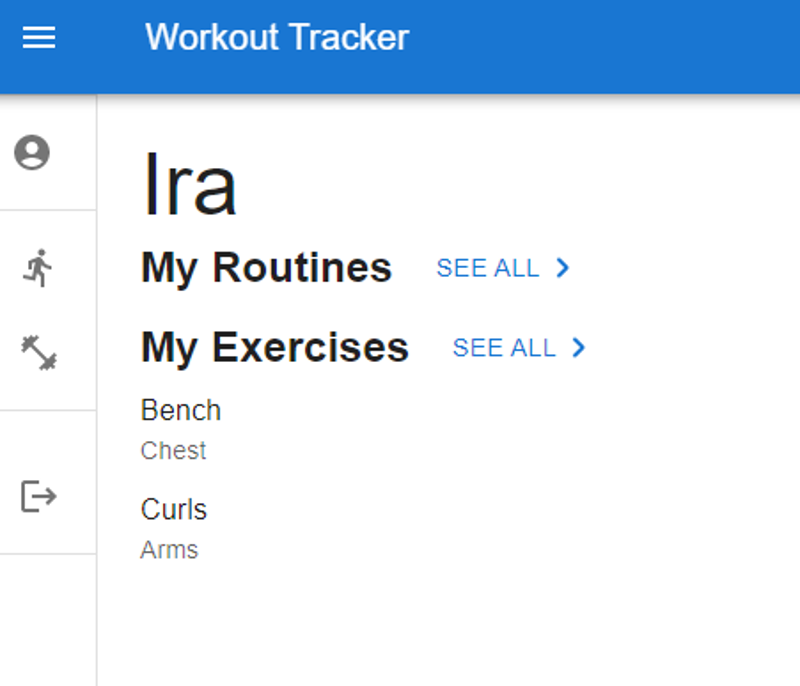 Workout Tracker
Ira
My Routines SEE ALL
My Exercises SEE ALL
Bench
Chest
Curls
Arms